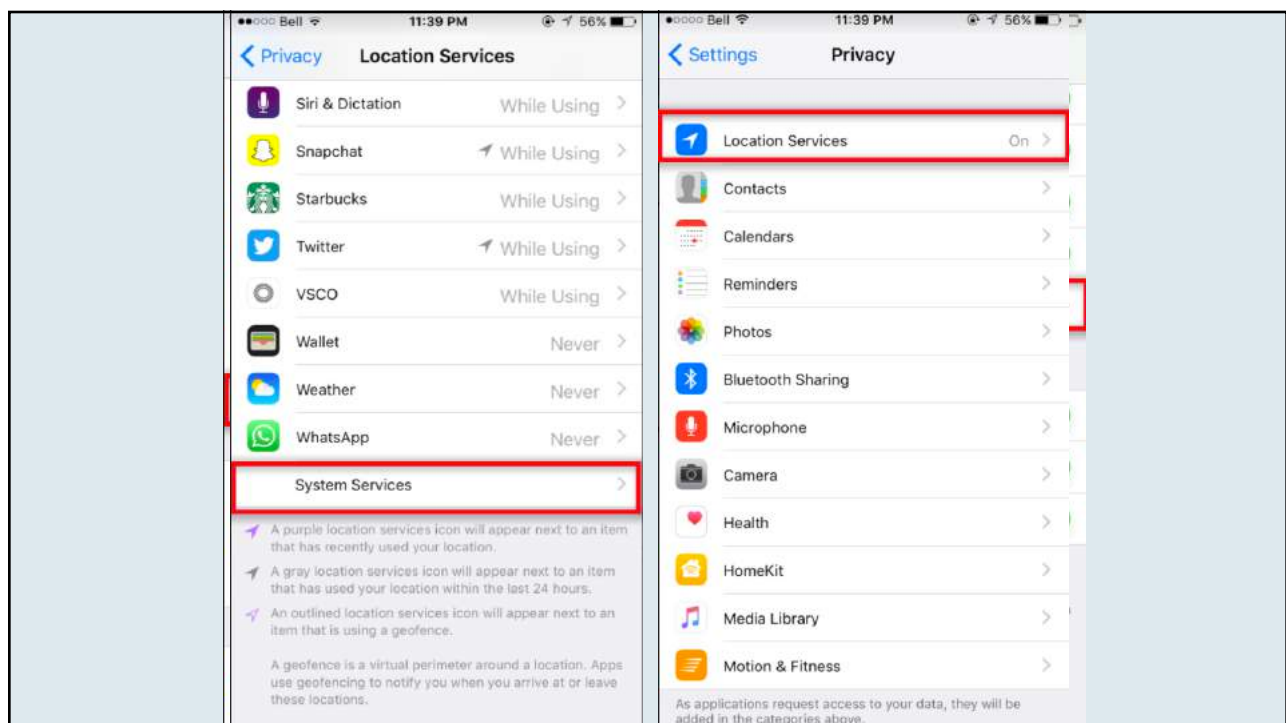 Bell 11:39 PM 56%
Privacy Location Services
Siri & Dictation While Using
Snapchat While Using
Starbucks While Using
Twitter While Using
VSCO While Using
Wallet Never
Weather Never
WhatsApp Never
System Services
A purple location services icon will appear next to an item
that has recently used your location.
A gray location services icon will appear next to an item
that has used your location within the last 24 hours.
An outlined location services icon will appear next to an
item that is using a geofence.
A geofence is a virtual perimeter around a location. Apps
use geofencing to notify you when you arrive at or leave
these locations.
Bell 11:39 PM 56%
Settings Privacy
Location Services On
Contacts
Calendars
Reminders
Photos
Bluetooth Sharing
Microphone
Camera
Health
HomeKit
Media Library
Motion & Fitness
As applications request access to your data, they will be
added in the categories above.